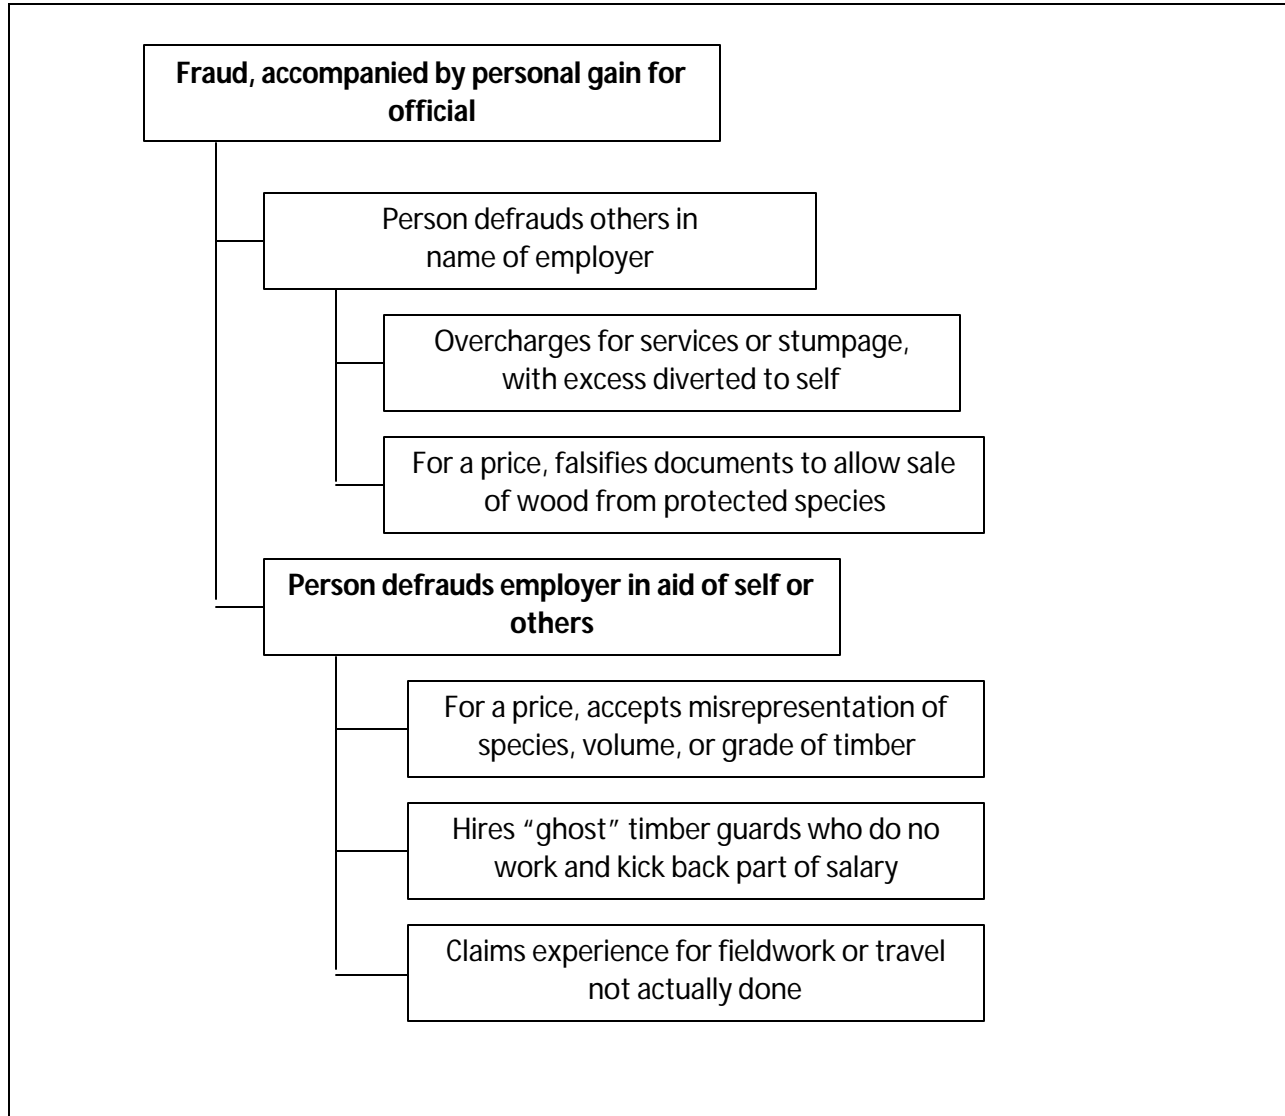 Fraud, accompanied by personal gain for
official
Person defrauds others in
name of employer
Overcharges for services or stumpage,
with excess diverted to self
For a price, falsifies documents to allow sale
of wood from protected species
Person defrauds employer in aid of self or
others
For a price, accepts misrepresentation of
species, volume, or grade of timber
Hires “ghost” timber guards who do no
work and kick back part of salary
Claims experience for fieldwork or travel
not actually done